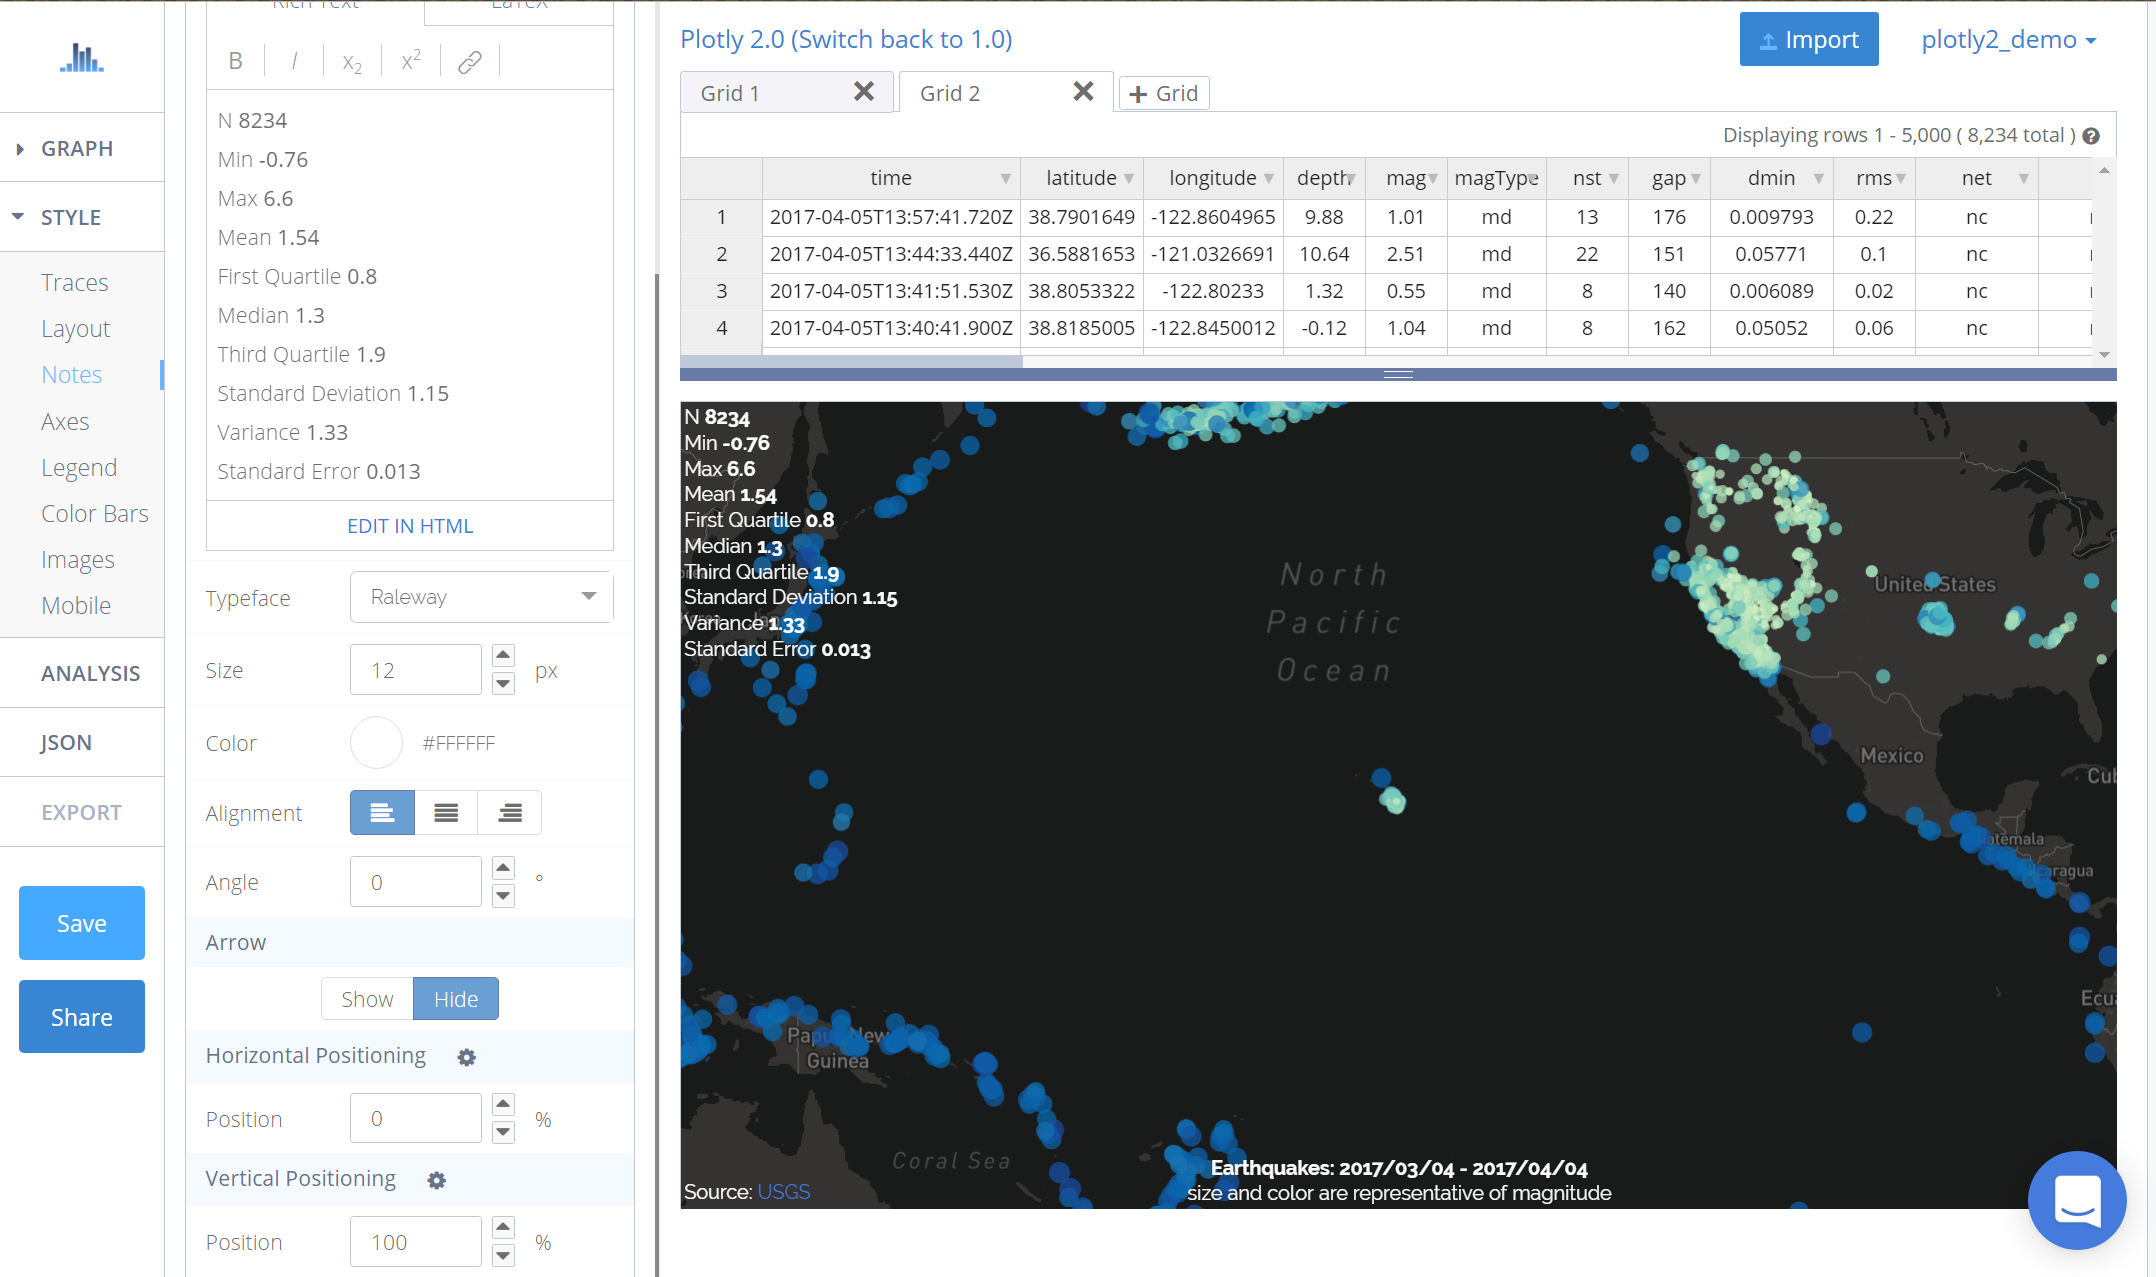 Rich Text
LaTeX
B I x2 x2
N 8234
Min -0.76
Max 6.6
Mean 1.54
First Quartile 0.8
Median 1.3
Third Quartile 1.9
Standard Deviation 1.15
Variance 1.33
Standard Error 0.013
EDIT IN HTML
GRAPH
STYLE
Traces
Layout
Notes
Axes
Legend
Color Bars
Images
Mobile
ANALYSIS
JSON
EXPORT
Save
Share
Typeface Raleway
Size 12 px
Color #FFFFFF
Alignment
Angle 0 °
Arrow
Show Hide
Horizontal Positioning
Position 0 %
Vertical Positioning
Position 100 %
Plotly 2.0 (Switch back to 1.0)
Import
plotly2_demo
Grid 1
Grid 2
+ Grid
Displaying rows 1 - 5,000 ( 8,234 total ) ?
time latitude longitude depth mag magType nst gap dmin rms net
1 2017-04-05T13:57:41.720Z 38.7901649 -122.8604965 9.88 1.01 md 13 176 0.009793 0.22 nc
2 2017-04-05T13:44:33.440Z 36.5881653 -121.0326691 10.64 2.51 md 22 151 0.05771 0.1 nc
3 2017-04-05T13:41:51.530Z 38.8053322 -122.80233 1.32 0.55 md 8 140 0.006089 0.02 nc
4 2017-04-05T13:40:41.900Z 38.8185005 -122.8450012 -0.12 1.04 md 8 162 0.05052 0.06 nc
N 8234
Min -0.76
Max 6.6
Mean 1.54
First Quartile 0.8
Median 1.3
Third Quartile 1.9
Standard Deviation 1.15
Variance 1.33
Standard Error 0.013
North
Pacific
Ocean
United States
Mexico
Cu
atemala
caragua
Ecu
Papu New
Guinea
Coral Sea
Source: USGS
Earthquakes: 2017/03/04 - 2017/04/04
size and color are representative of magnitude